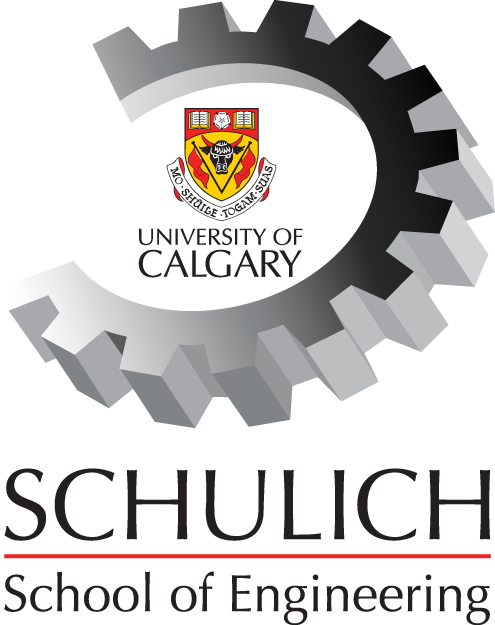 MO·SHÙILE·TOGAM·SUAS
UNIVERSITY OF
CALGARY
SCHULICH
School of Engineering